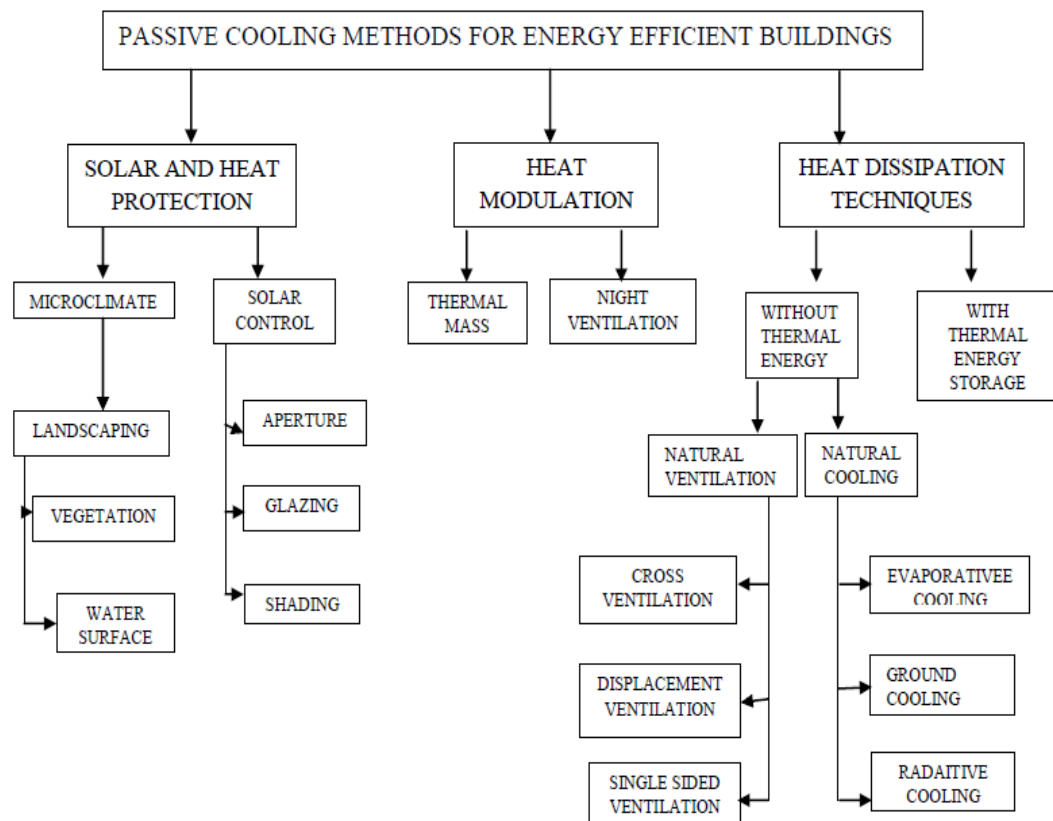 PASSIVE COOLING METHODS FOR ENERGY EFFICIENT BUILDINGS
SOLAR AND HEAT
PROTECTION
HEAT
MODULATION
HEAT DISSIPATION
TECHNIQUES
MICROCLIMATE
SOLAR
CONTROL
THERMAL
MASS
NIGHT
VENTILATION
WITHOUT
THERMAL
ENERGY
WITH
THERMAL
ENERGY
STORAGE
LANDSCAPING
APERTURE
NATURAL
VENTILATION
NATURAL
COOLING
VEGETATION
GLAZING
WATER
SURFACE
SHADING
CROSS
VENTILATION
EVAPORATIVEE
COOLING
DISPLACEMENT
VENTILATION
GROUND
COOLING
SINGLE SIDED
VENTILATION
RADAITIVE
COOLING